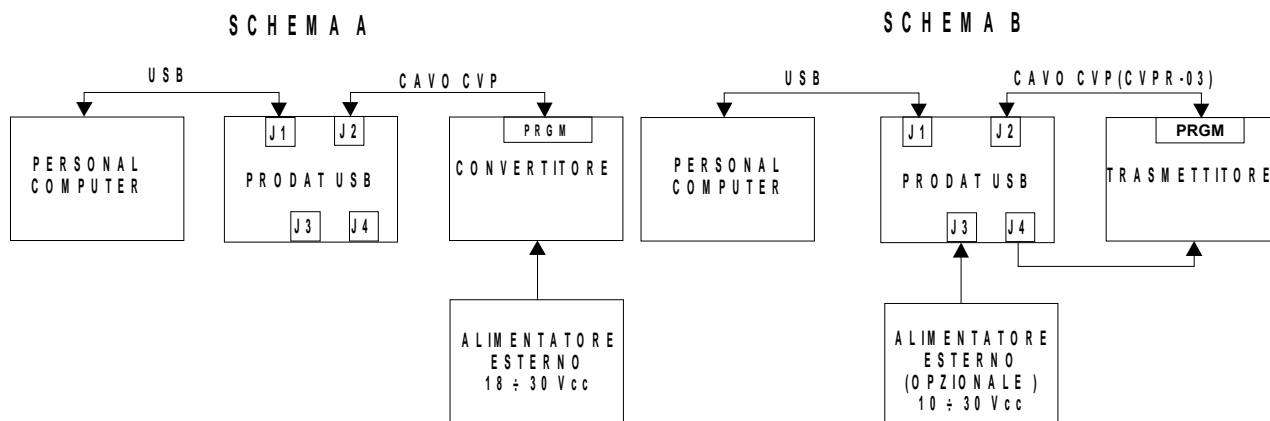 SCHEMA A
USB
CAVO CVP
PERSONAL
COMPUTER
J1
J2
PRODAT USB
J3
J4
PRGM
CONVERTITORE
ALIMENTATORE
ESTERNO
18 ÷ 30 Vcc
SCHEMA B
USB
CAVO CVP (CVPR-03)
PERSONAL
COMPUTER
J1
J2
PRODAT USB
J3
J4
PRGM
TRASMETTITORE
ALIMENTATORE
ESTERNO
(OPZIONALE)
10 ÷ 30 Vcc